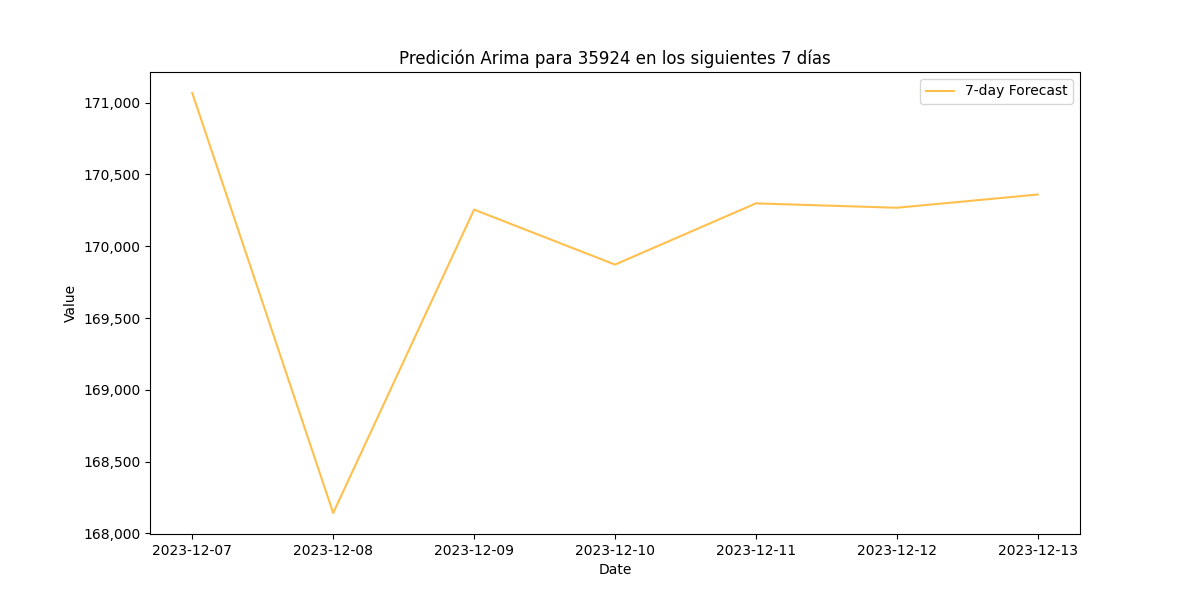 Predición Arima para 35924 en los siguientes 7 días
7-day Forecast
Value
171,000
170,500
170,000
169,500
169,000
168,500
168,000
2023-12-07 2023-12-08 2023-12-09 2023-12-10 2023-12-11 2023-12-12 2023-12-13
Date